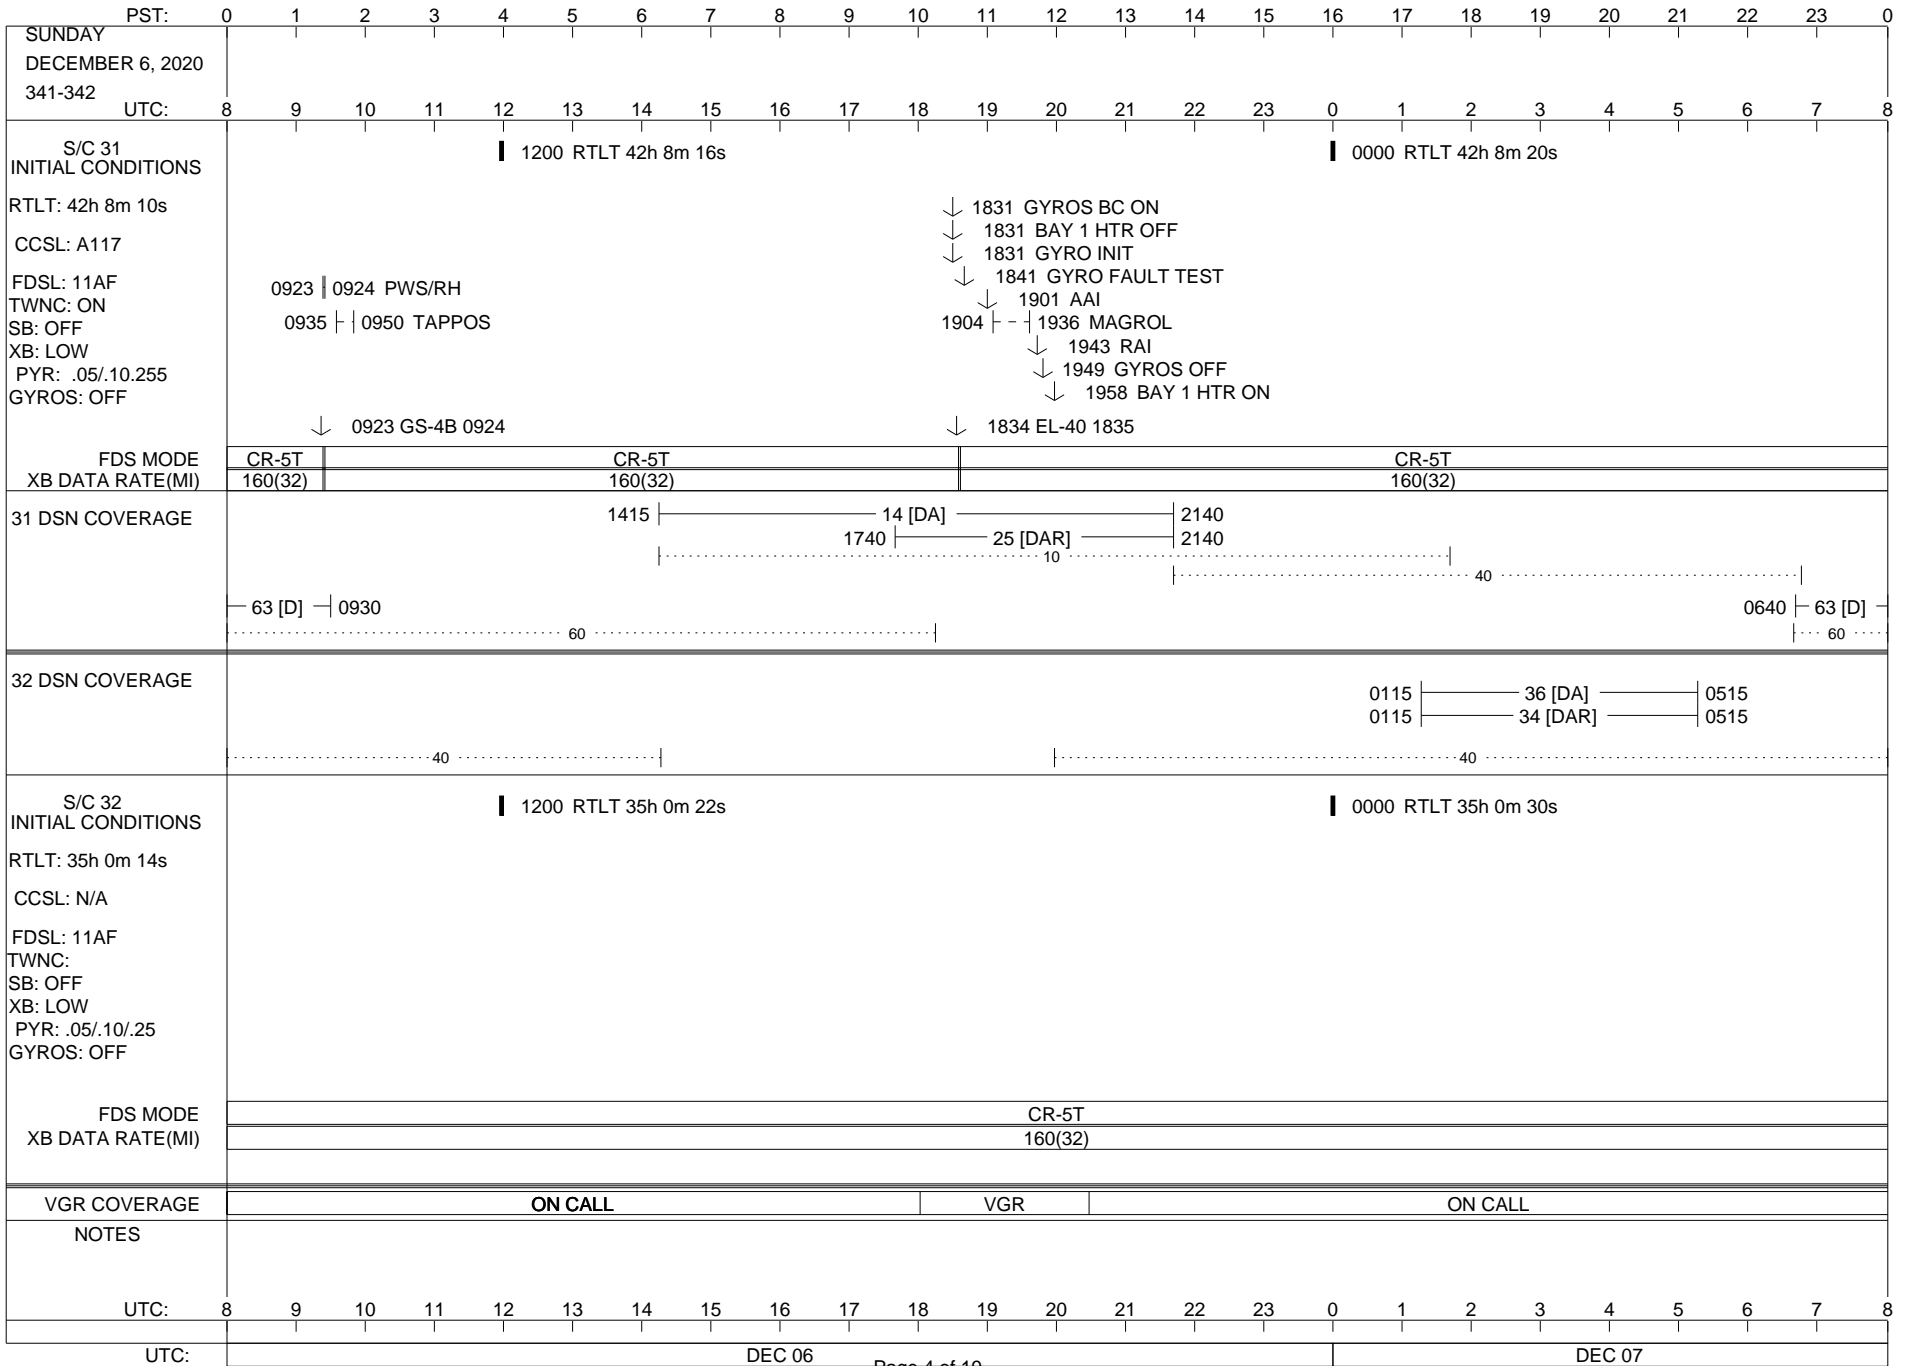 PST: 0 1 2 3 4 5 6 7 8 9 10 11 12 13 14 15 16 17 18 19 20 21 22 23 0
SUNDAY
DECEMBER 6, 2020
341-342
UTC: 8 9 10 11 12 13 14 15 16 17 18 19 20 21 22 23 0 1 2 3 4 5 6 7 8
S/C 31
INITIAL CONDITIONS
1200 RTLT 42h 8m 16s
0000 RTLT 42h 8m 20s
RTLT: 42h 8m 10s
CCSL: A117
FDSL: 11AF
TWNC: ON
SB: OFF
XB: LOW
PYR: .05/.10.255
GYROS: OFF
1831 GYROS BC ON
1831 BAY 1 HTR OFF
1831 GYRO INIT
1841 GYRO FAULT TEST
0923 0924 PWS/RH
1901 AAI
0935 0950 TAPPOS
1904 1936 MAGROL
1943 RAI
1949 GYROS OFF
1958 BAY 1 HTR ON
0923 GS-4B 0924
1834 EL-40 1835
FDS MODE CR-5T CR-5T CR-5T
XB DATA RATE(MI) 160(32) 160(32) 160(32)
31 DSN COVERAGE
1415 14 [DA] 2140
1740 25 [DAR] 2140
10
40
63 [D] 0930
0640 63 [D]
60
60
32 DSN COVERAGE
0115 36 [DA] 0515
0115 34 [DAR] 0515
40
40
S/C 32
INITIAL CONDITIONS
1200 RTLT 35h 0m 22s
0000 RTLT 35h 0m 30s
RTLT: 35h 0m 14s
CCSL: N/A
FDSL: 11AF
TWNC:
SB: OFF
XB: LOW
PYR: .05/.10/.25
GYROS: OFF
FDS MODE CR-5T
XB DATA RATE(MI) 160(32)
VGR COVERAGE ON CALL VGR ON CALL
NOTES
UTC: 8 9 10 11 12 13 14 15 16 17 18 19 20 21 22 23 0 1 2 3 4 5 6 7 8
UTC: DEC 06 DEC 07
Page 4 of 19